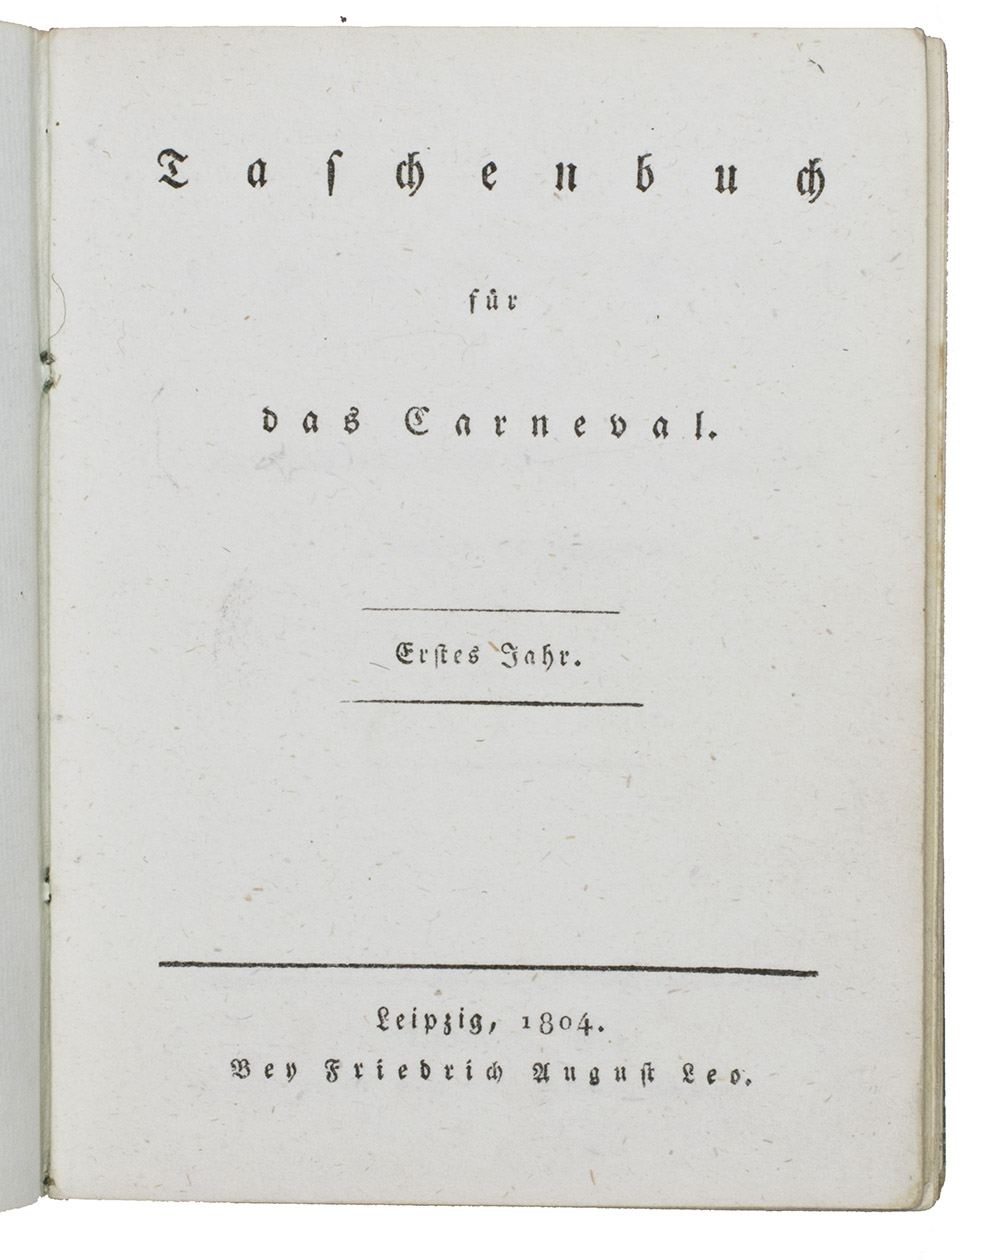 Taschenbuch
für
das Carneval.
Erstes Jahr.
Leipzig, 1804.
Bey Friedrich August Leo.